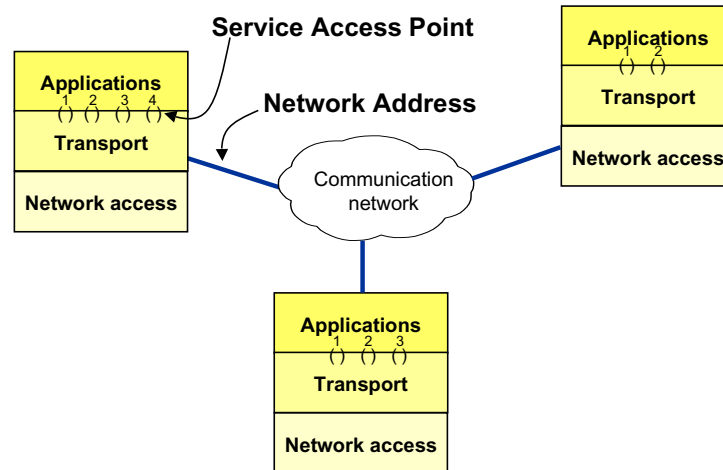 Service Access Point
Applications
1 2 3 4
( ) ( ) ( ) ( )
Transport
Network access
Network Address
Communication
network
Applications
1 2
( ) ( )
Transport
Network access
Applications
1 2 3
( ) ( ) ( )
Transport
Network access